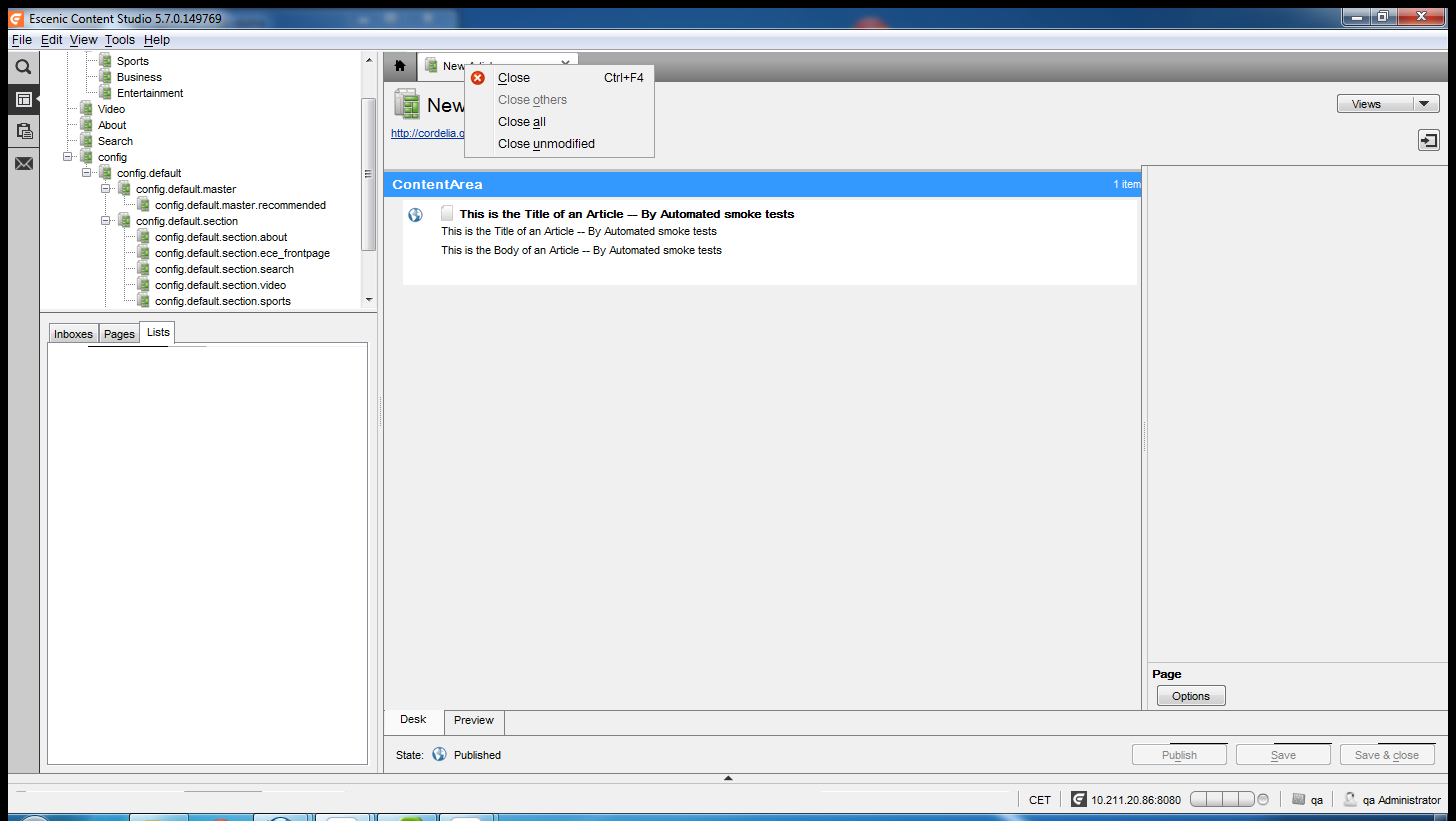 Escenic Content Studio 5.7.0.149769
File Edit View Tools Help
Sports
Business
Entertainment
Video
About
Search
config
config.default
config.default.master
config.default.master.recommended
config.default.section
config.default.section.about
config.default.section.ece_frontpage
config.default.section.search
config.default.section.video
config.default.section.sports
Inboxes Pages Lists
New
Close Ctrl+F4
Close others
Close all
Close unmodified
New
http://cordelia.
Views
ContentArea 1 item
This is the Title of an Article -- By Automated smoke tests
This is the Title of an Article -- By Automated smoke tests
This is the Body of an Article -- By Automated smoke tests
Page
Options
Desk Preview
State: Published
Publish Save Save & close
CET 10.211.20.86:8080 qa qa Administrator